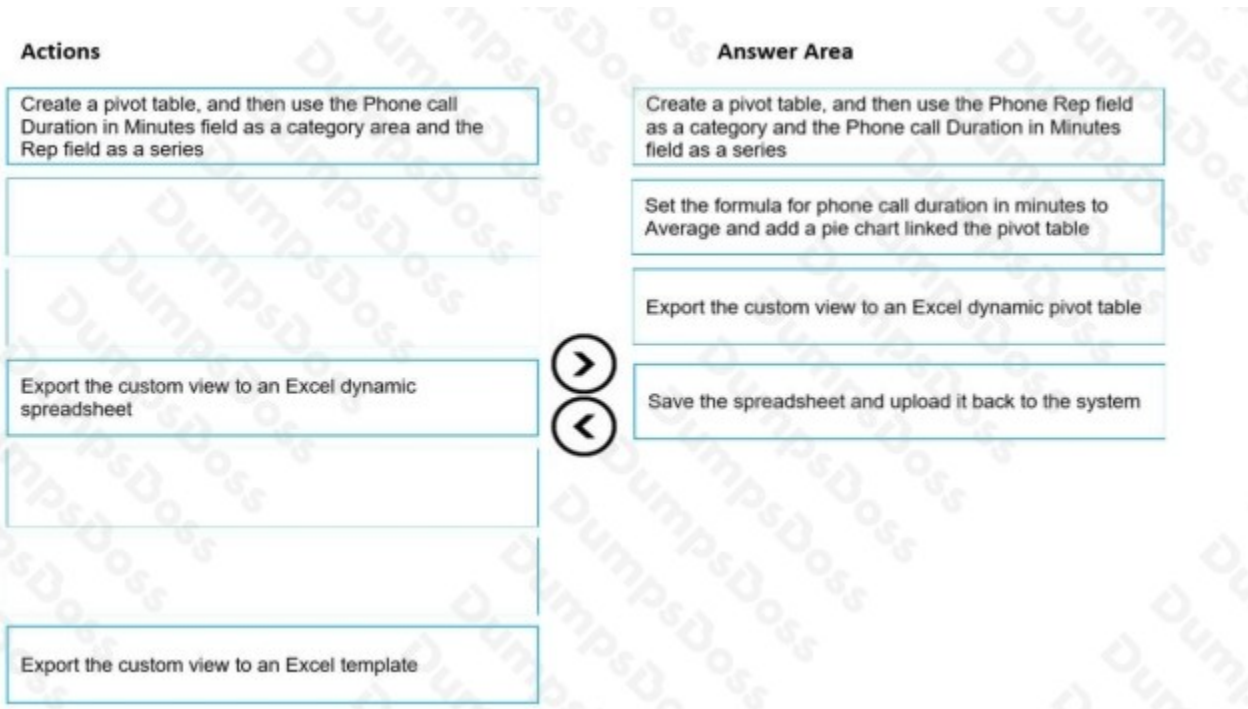 Actions
Answer Area
Create a pivot table, and then use the Phone call
Duration in Minutes field as a category area and the
Rep field as a series
Export the custom view to an Excel dynamic
spreadsheet
Export the custom view to an Excel template
Create a pivot table, and then use the Phone Rep field
as a category and the Phone call Duration in Minutes
field as a series
Set the formula for phone call duration in minutes to
Average and add a pie chart linked the pivot table
Export the custom view to an Excel dynamic pivot table
Save the spreadsheet and upload it back to the system
DumpsDoss